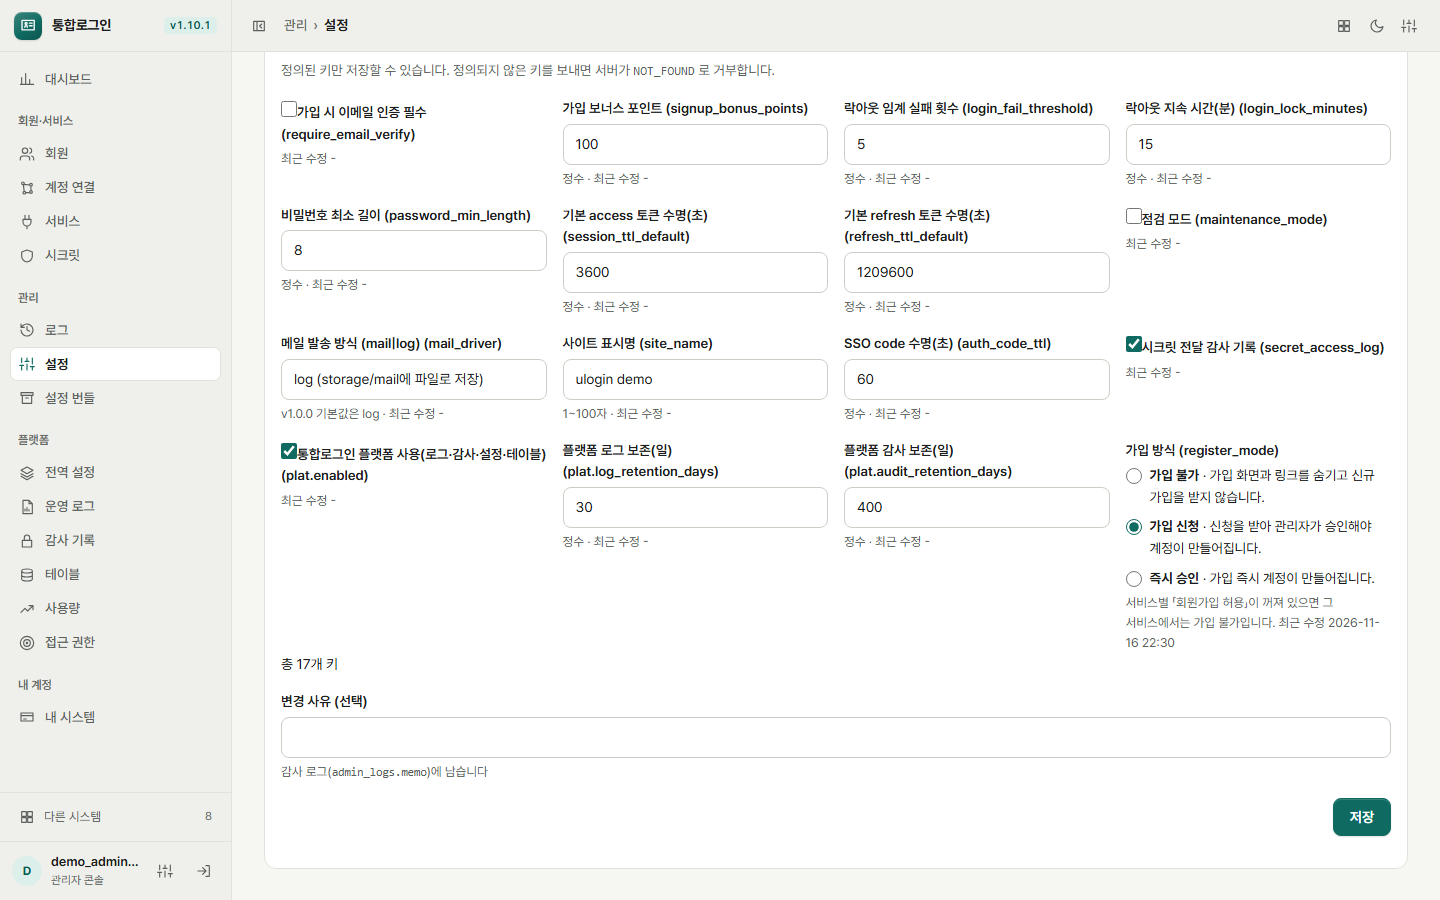 통합로그인
v1.10.1
대시보드
회원·서비스
회원
계정 연결
서비스
시크릿
관리
로그
설정
설정 번들
플랫폼
전역 설정
운영 로그
감사 기록
테이블
사용량
접근 권한
내 계정
내 시스템
다른 시스템 8
D
demo_admin...
관리자 콘솔
관리 › 설정
정의된 키만 저장할 수 있습니다. 정의되지 않은 키를 보내면 서버가 NOT_FOUND 로 거부합니다.
가입 시 이메일 인증 필수
(require_email_verify)
최근 수정 -
가입 보너스 포인트 (signup_bonus_points)
100
정수 · 최근 수정 -
락아웃 임계 실패 횟수 (login_fail_threshold)
5
정수 · 최근 수정 -
락아웃 지속 시간(분) (login_lock_minutes)
15
정수 · 최근 수정 -
비밀번호 최소 길이 (password_min_length)
8
정수 · 최근 수정 -
기본 access 토큰 수명(초)
(session_ttl_default)
3600
정수 · 최근 수정 -
기본 refresh 토큰 수명(초)
(refresh_ttl_default)
1209600
정수 · 최근 수정 -
점검 모드 (maintenance_mode)
최근 수정 -
메일 발송 방식 (mail|log) (mail_driver)
log (storage/mail에 파일로 저장)
v1.0.0 기본값은 log · 최근 수정 -
사이트 표시명 (site_name)
ulogin demo
1~100자 · 최근 수정 -
SSO code 수명(초) (auth_code_ttl)
60
정수 · 최근 수정 -
시크릿 전달 감사 기록 (secret_access_log)
최근 수정 -
통합로그인 플랫폼 사용(로그·감사·설정·테이블)
(plat.enabled)
최근 수정 -
플랫폼 로그 보존(일)
(plat.log_retention_days)
30
정수 · 최근 수정 -
플랫폼 감사 보존(일)
(plat.audit_retention_days)
400
정수 · 최근 수정 -
가입 방식 (register_mode)
가입 불가 · 가입 화면과 링크를 숨기고 신규
가입을 받지 않습니다.
가입 신청 · 신청을 받아 관리자가 승인해야
계정이 만들어집니다.
즉시 승인 · 가입 즉시 계정이 만들어집니다.
서비스별 「회원가입 허용」이 꺼져 있으면 그
서비스에서는 가입 불가입니다. 최근 수정 2026-11-
16 22:30
총 17개 키
변경 사유 (선택)
감사 로그(admin_logs.memo)에 남습니다
저장